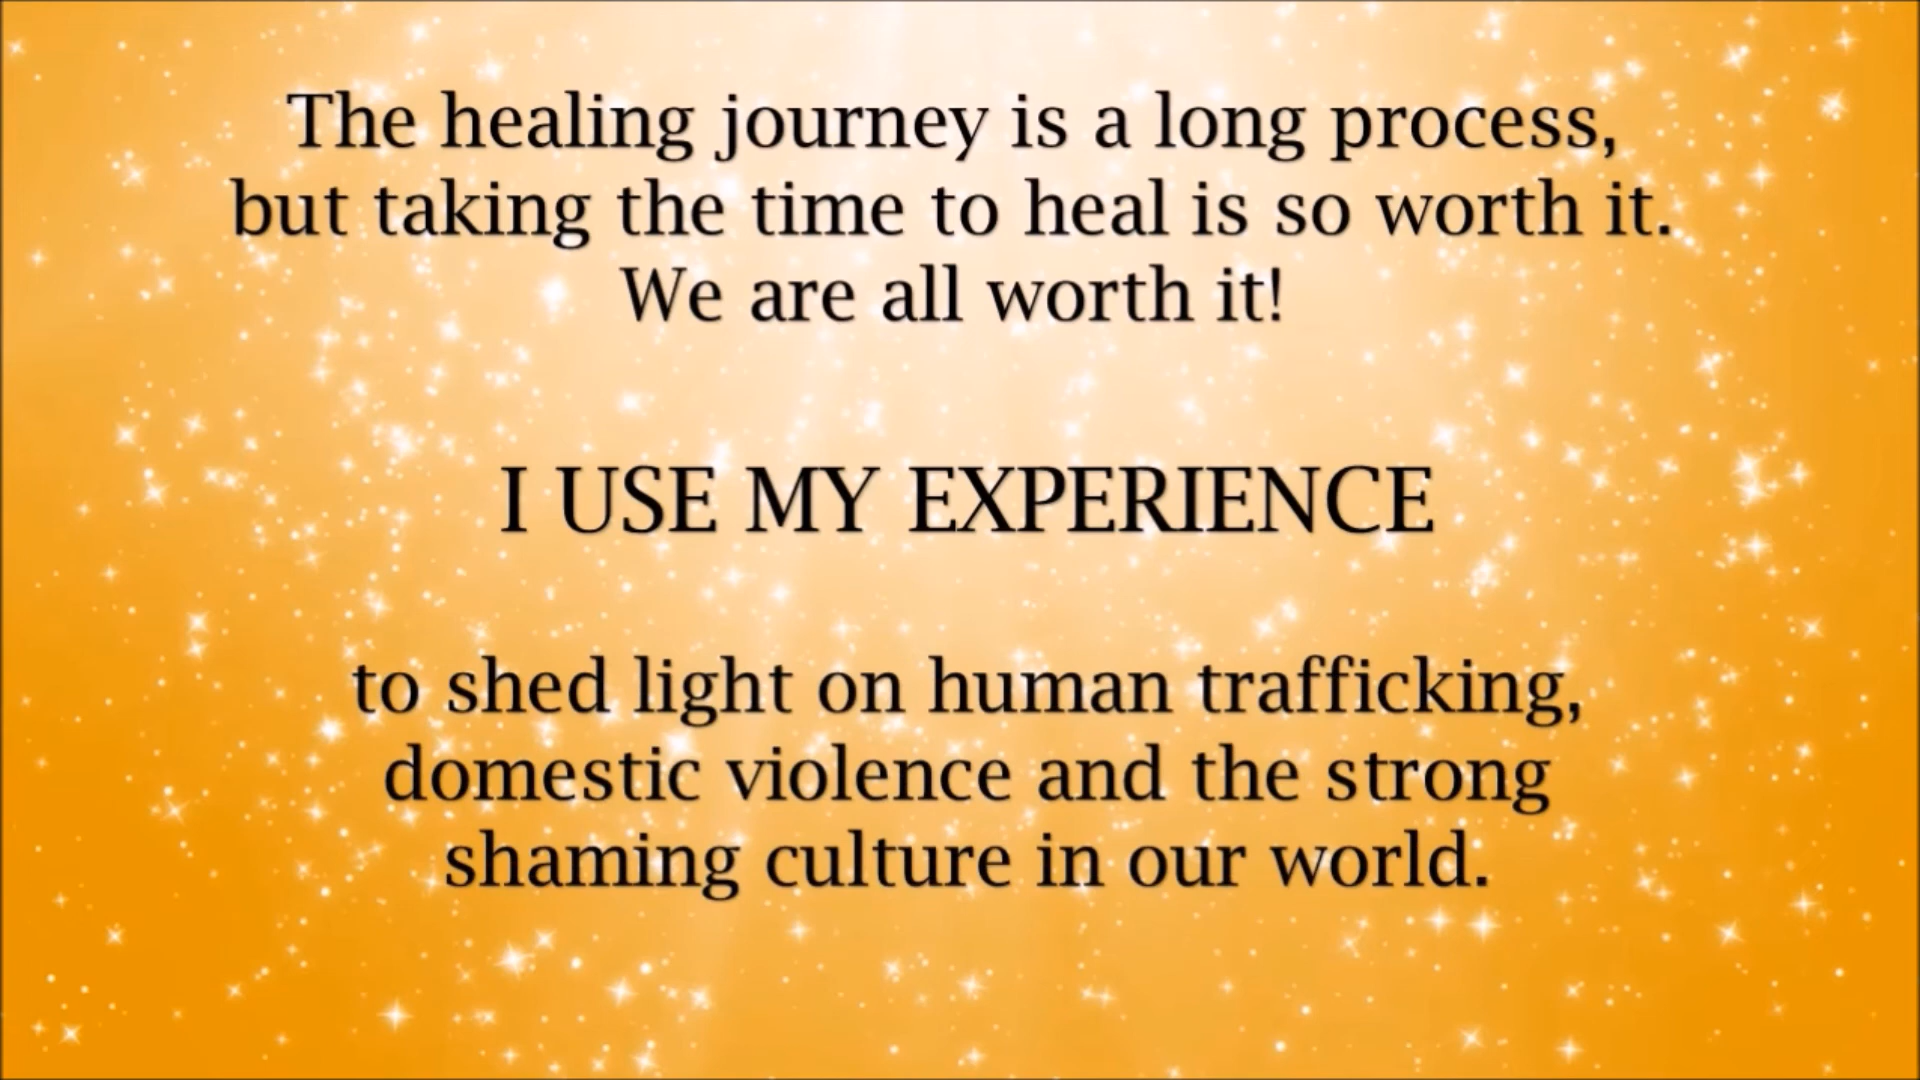 The healing journey is a long process,
but taking the time to heal is so worth it.
We are all worth it!
I USE MY EXPERIENCE
to shed light on human trafficking,
domestic violence and the strong
shaming culture in our world.